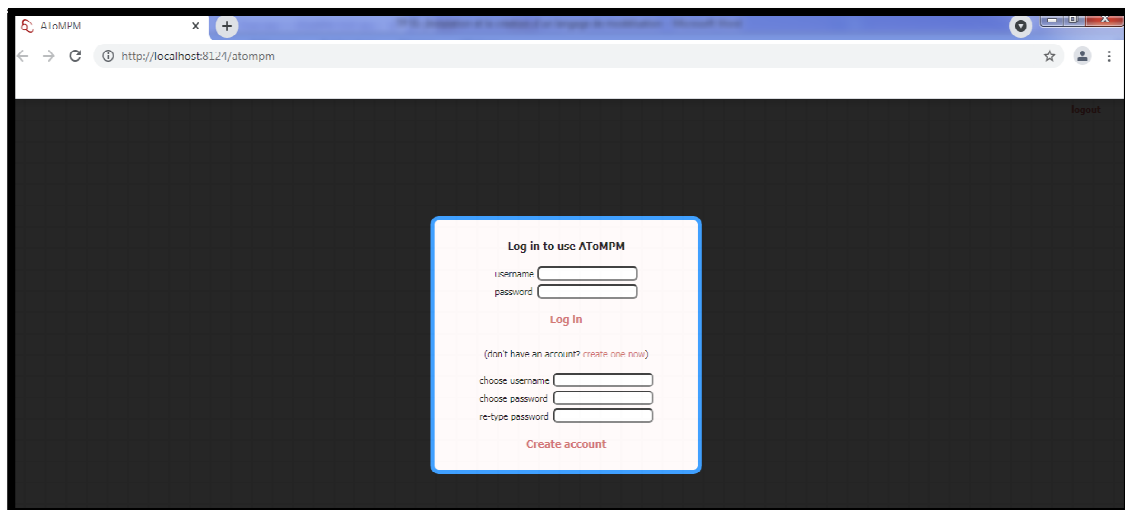 AToMPM
http://localhost:8124/atompm
logout
Log in to use AToMPM
username
password
Log in
(don't have an account? create one now)
choose username
choose password
re-type password
Create account